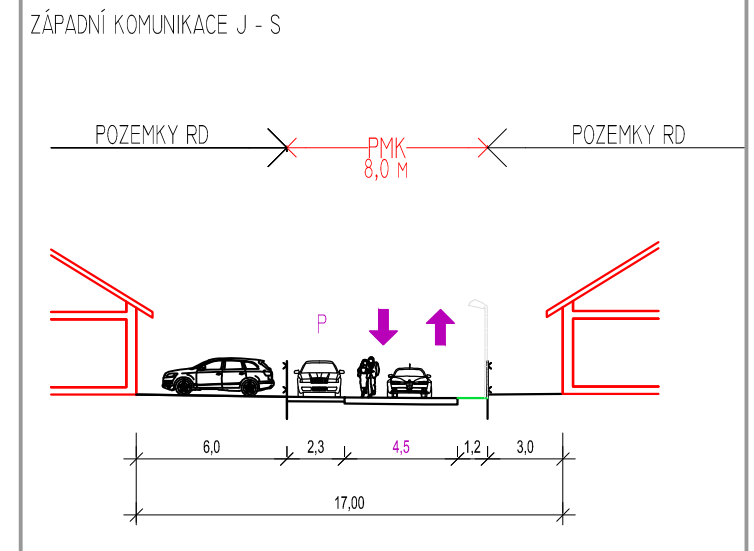 ZÁPADNÍ KOMUNIKACE J - S
POZEMKY RD
PMK
8,0 M
POZEMKY RD
P
6,0
2,3
4,5
1,2
3,0
17,00